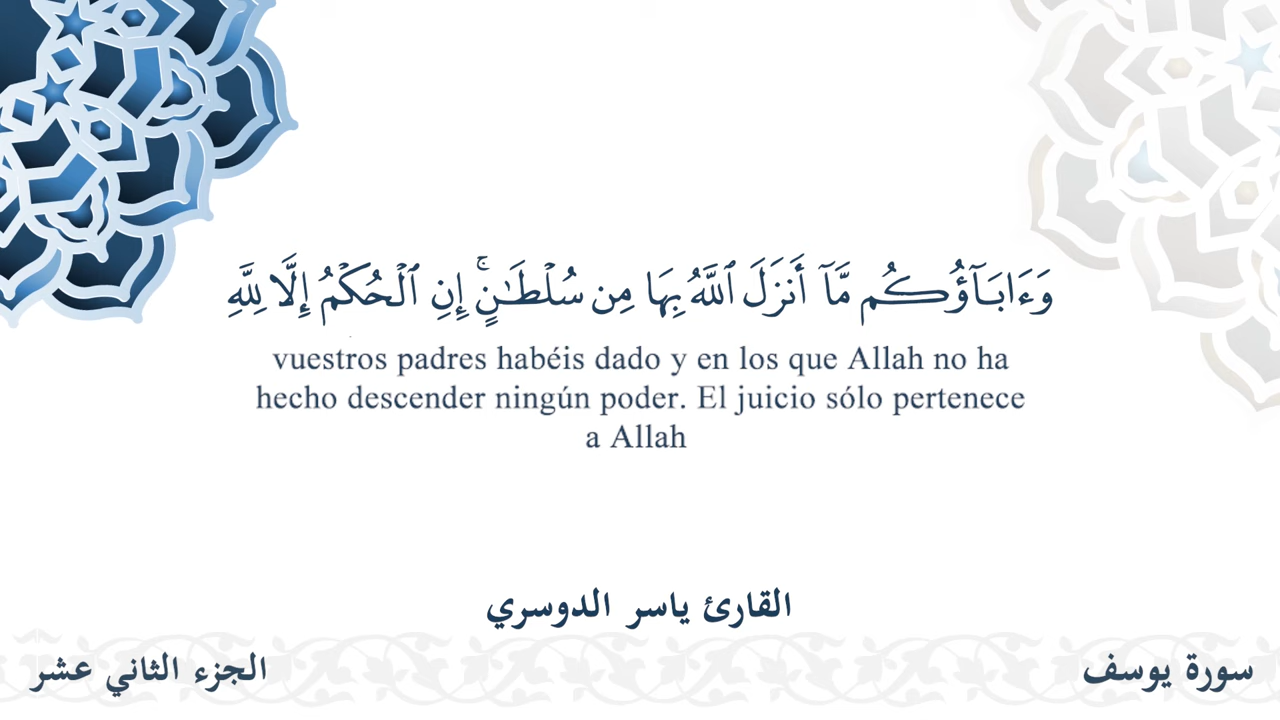 وَءَابَآؤُكُم مَّآ أَنزَلَ ٱللَّهُ بِهَا مِن سُلْطَـٰنٍ ۚ إِنِ ٱلْحُكْمُ إِلَّا لِلَّهِ
vuestros padres habéis dado y en los que Allah no ha
hecho descender ningún poder. El juicio sólo pertenece
a Allah
القارئ ياسر الدوسري
سورة يوسف
الجزء الثاني عشر